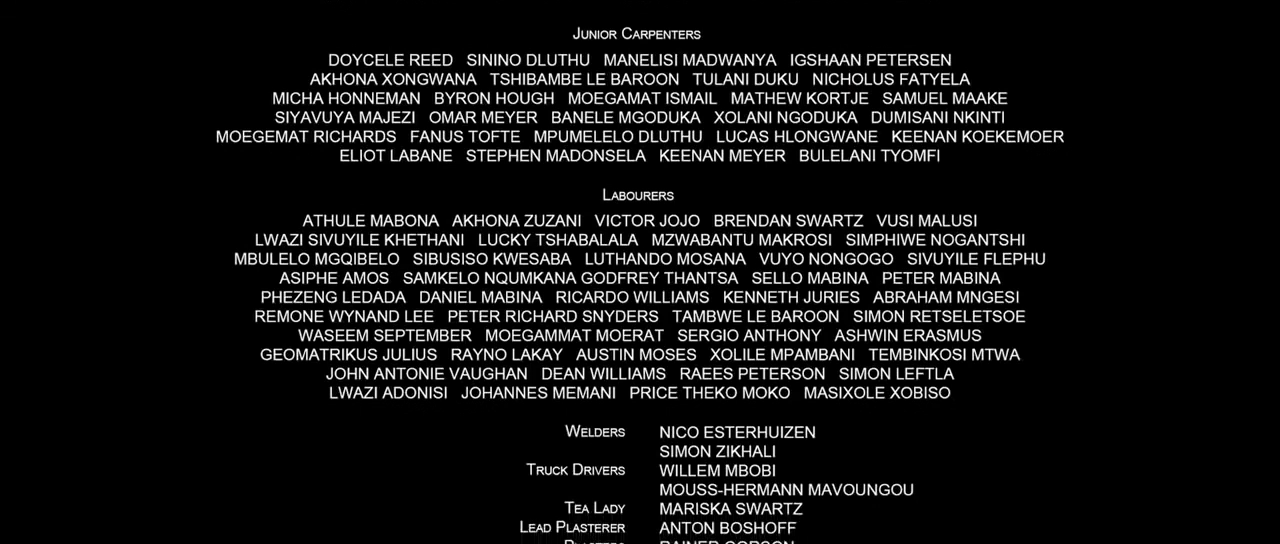 Junior Carpenters
DOYCELE REED SININO DLUTHU MANELISI MADWANYA IGSHAAN PETERSEN
AKHONA XONGWANA TSHIBAMBE LE BAROON TULANI DUKU NICHOLUS FATYELA
MICHA HONNEMAN BYRON HOUGH MOEGAMAT ISMAIL MATHEW KORTJE SAMUEL MAAKE
SIYAVUYA MAJEZI OMAR MEYER BANELE MGODUKA XOLANI NGODUKA DUMISANI NKINTI
MOEGEMAT RICHARDS FANUS TOFTE MPUMELELO DLUTHU LUCAS HLONGWANE KEENAN KOEKEMOER
ELIOT LABANE STEPHEN MADONSELA KEENAN MEYER BULELANI TYOMFI
Labourers
ATHULE MABONA AKHONA ZUZANI VICTOR JOJO BRENDAN SWARTZ VUSI MALUSI
LWAZI SIVUYILE KHETHANI LUCKY TSHABALALA MZWABANTU MAKROSI SIMPHIWE NOGANTSHI
MBULELO MGQIBELO SIBUSISO KWESABA LUTHANDO MOSANA VUYO NONGOGO SIVUYILE FLEPHU
ASIPHE AMOS SAMKELO NQUMKANA GODFREY THANTSA SELLO MABINA PETER MABINA
PHEZENG LEDADA DANIEL MABINA RICARDO WILLIAMS KENNETH JURIES ABRAHAM MNGESI
REMONE WYNAND LEE PETER RICHARD SNYDERS TAMBWE LE BAROON SIMON RETSELETSOE
WASEEM SEPTEMBER MOEGAMMAT MOERAT SERGIO ANTHONY ASHWIN ERASMUS
GEOMATRIKUS JULIUS RAYNO LAKAY AUSTIN MOSES XOLILE MPAMBANI TEMBINKOSI MTWA
JOHN ANTONIE VAUGHAN DEAN WILLIAMS RAEES PETERSON SIMON LEFTLA
LWAZI ADONISI JOHANNES MEMANI PRICE THEKO MOKO MASIXOLE XOBISO
Welders NICO ESTERHUIZEN
SIMON ZIKHALI
Truck Drivers WILLEM MBOBI
MOUSS-HERMANN MAVOUNGOU
Tea Lady MARISKA SWARTZ
Lead Plasterer ANTON BOSHOFF